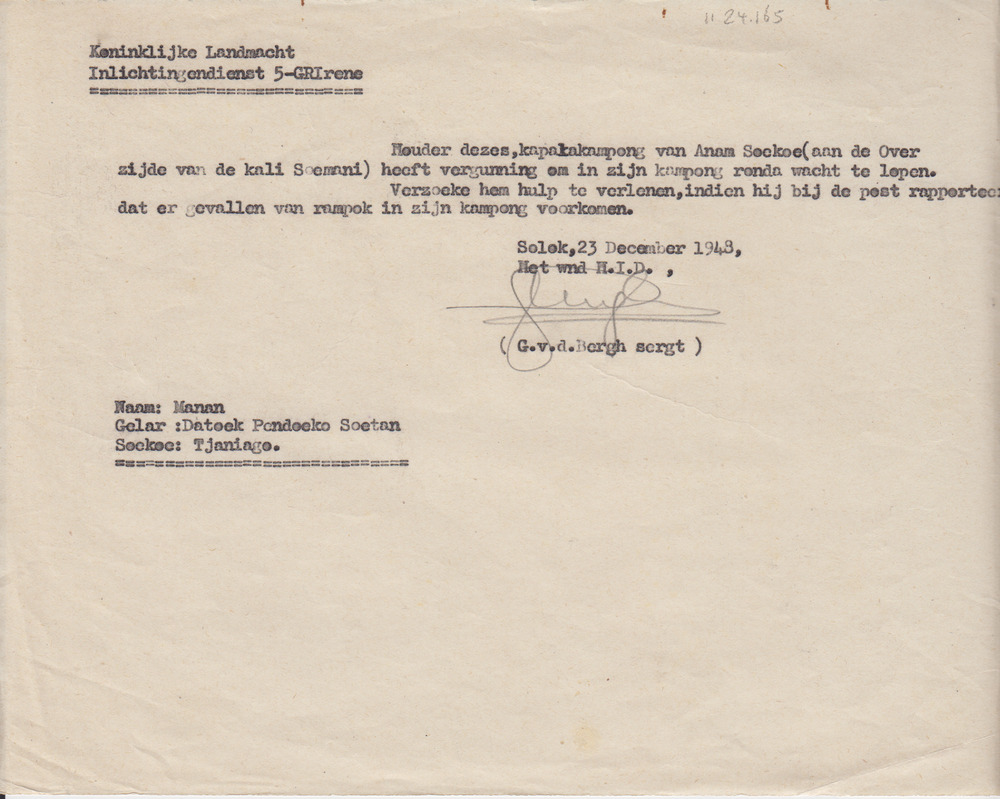 11 24.165
Koninklijke Landmacht
Inlichtingendienst 5-GRIrene
==============================
Houder dezes,kapalakampong van Anam Soekoe(aan de Over
zijde van de kali Soemani) heeft vergunning om in zijn kampong ronda wacht te lopen.
Verzoeke hem hulp te verlenen,indien hij bij de post rapporteer
dat er gevallen van rampok in zijn kampong voorkomen.
Solok,23 December 1948,
Het wnd H.I.D. ,
( G.v.d.Bergh sergt )
Naam: Manan
Gelar :Datoek Pendoeko Soetan
Soekoe: Tjaniago.
================================